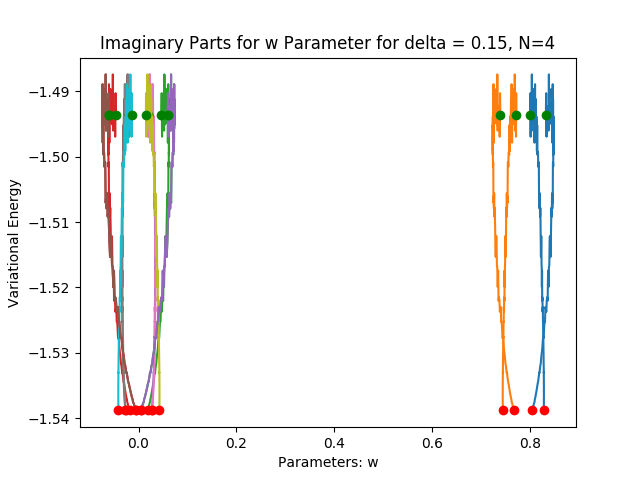 Imaginary Parts for w Parameter for delta = 0.15, N=4
Variational Energy
−1.49
−1.50
−1.51
−1.52
−1.53
−1.54
0.0 0.2 0.4 0.6 0.8
Parameters: w